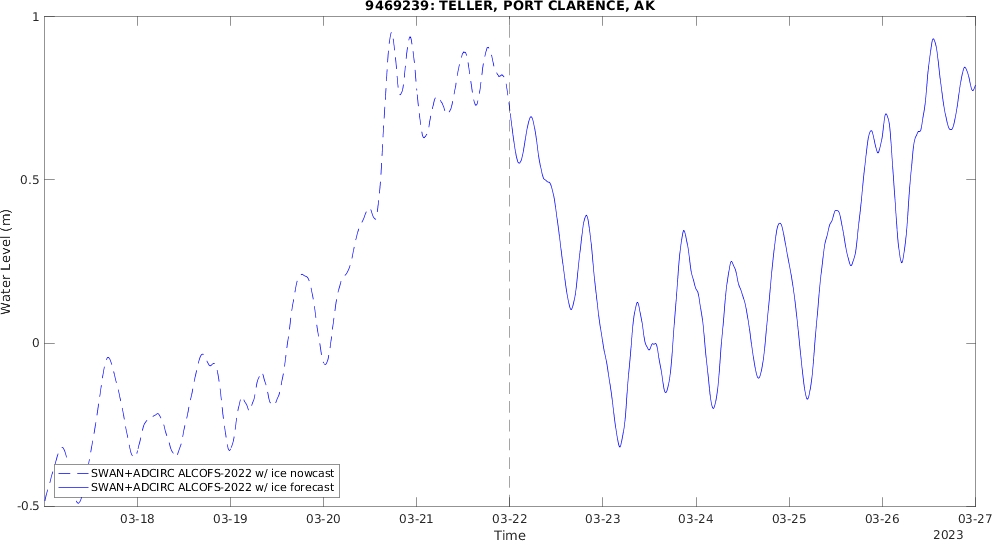 9469239: TELLER, PORT CLARENCE, AK
Water Level (m)
1
0.5
0
-0.5
SWAN+ADCIRC ALCOFS-2022 w/ ice nowcast
SWAN+ADCIRC ALCOFS-2022 w/ ice forecast
03-18 03-19 03-20 03-21 03-22 03-23 03-24 03-25 03-26 03-27
Time
2023